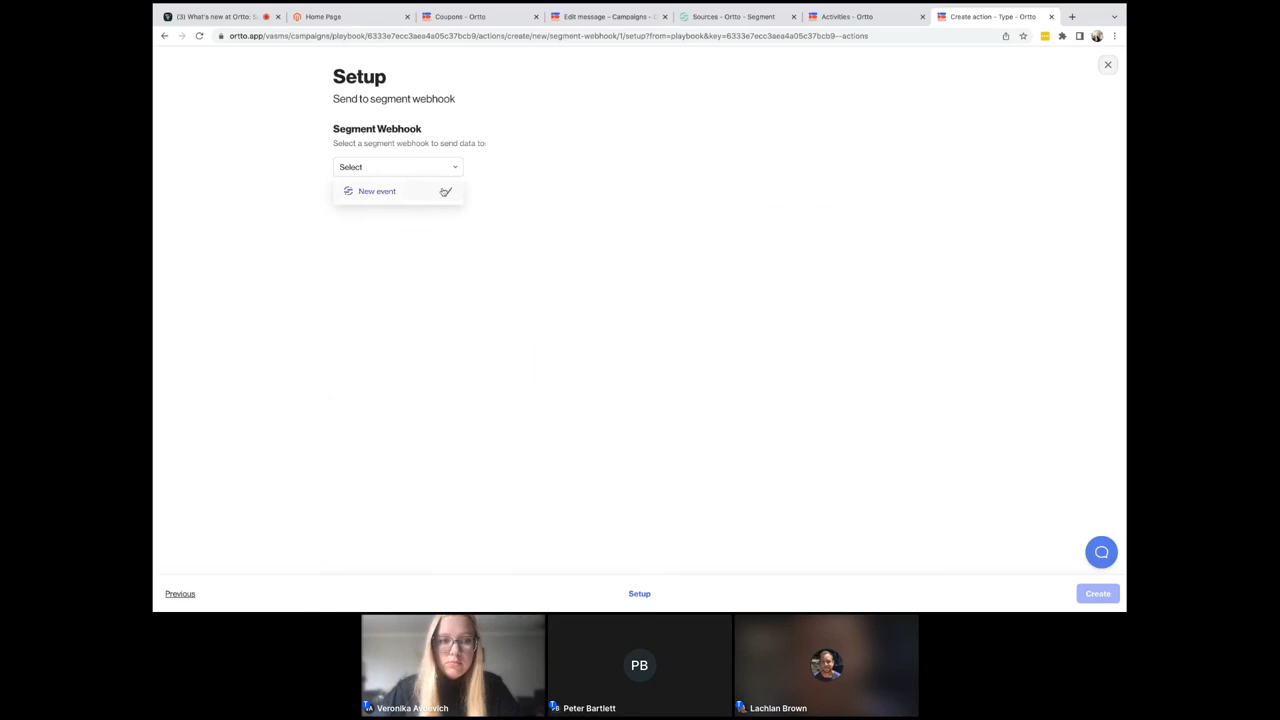 (3) What's new at Ortto: S
Home Page
Coupons - Ortto
Edit message - Campaigns - O
Sources - Ortto - Segment
Activities - Ortto
Create action - Type - Ortto
ortto.app/vasms/campaigns/playbook/6333e7ecc3aea4a05c37bcb9/actions/create/new/segment-webhook/1/setup?from=playbook&key=6333e7ecc3aea4a05c37bcb9--actions
Setup
Send to segment webhook
Segment Webhook
Select a segment webhook to send data to:
Select
New event
Previous
Setup
Create
PB
Veronika Avdevich
Peter Bartlett
Lachlan Brown